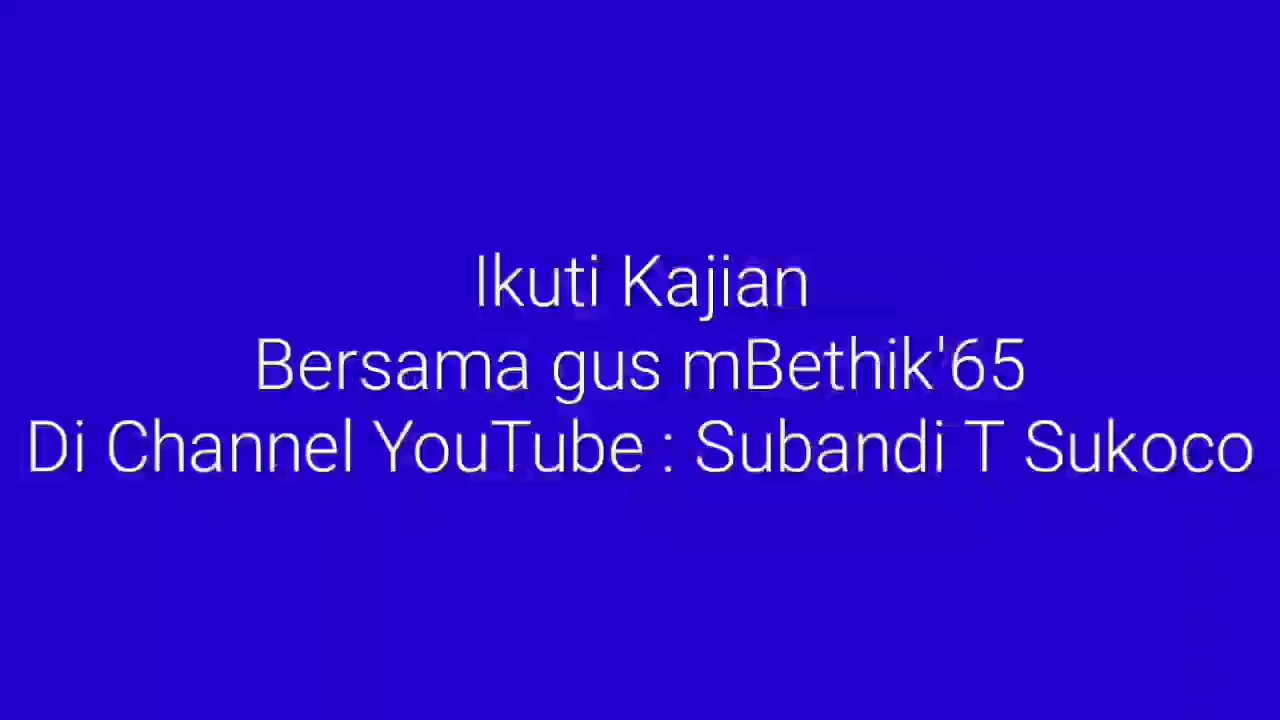 Ikuti Kajian
Bersama gus mBethik'65
Di Channel YouTube : Subandi T Sukoco